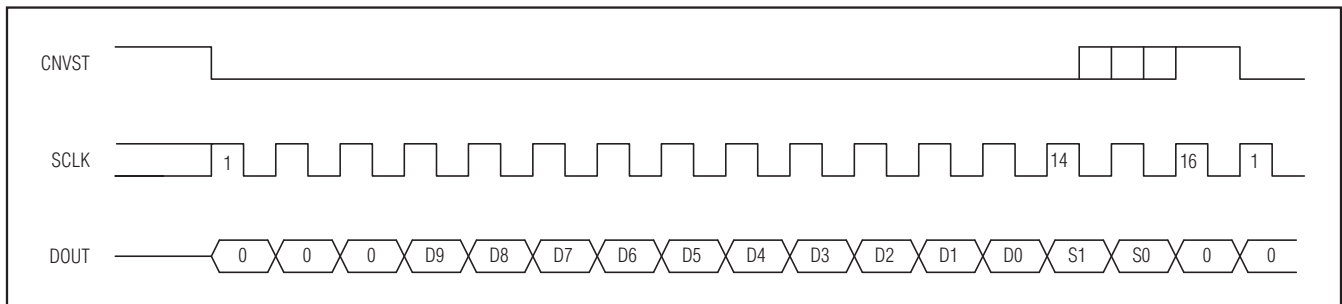 CNVST
SCLK 1 14 16 1
DOUT 0 0 0 D9 D8 D7 D6 D5 D4 D3 D2 D1 D0 S1 S0 0 0